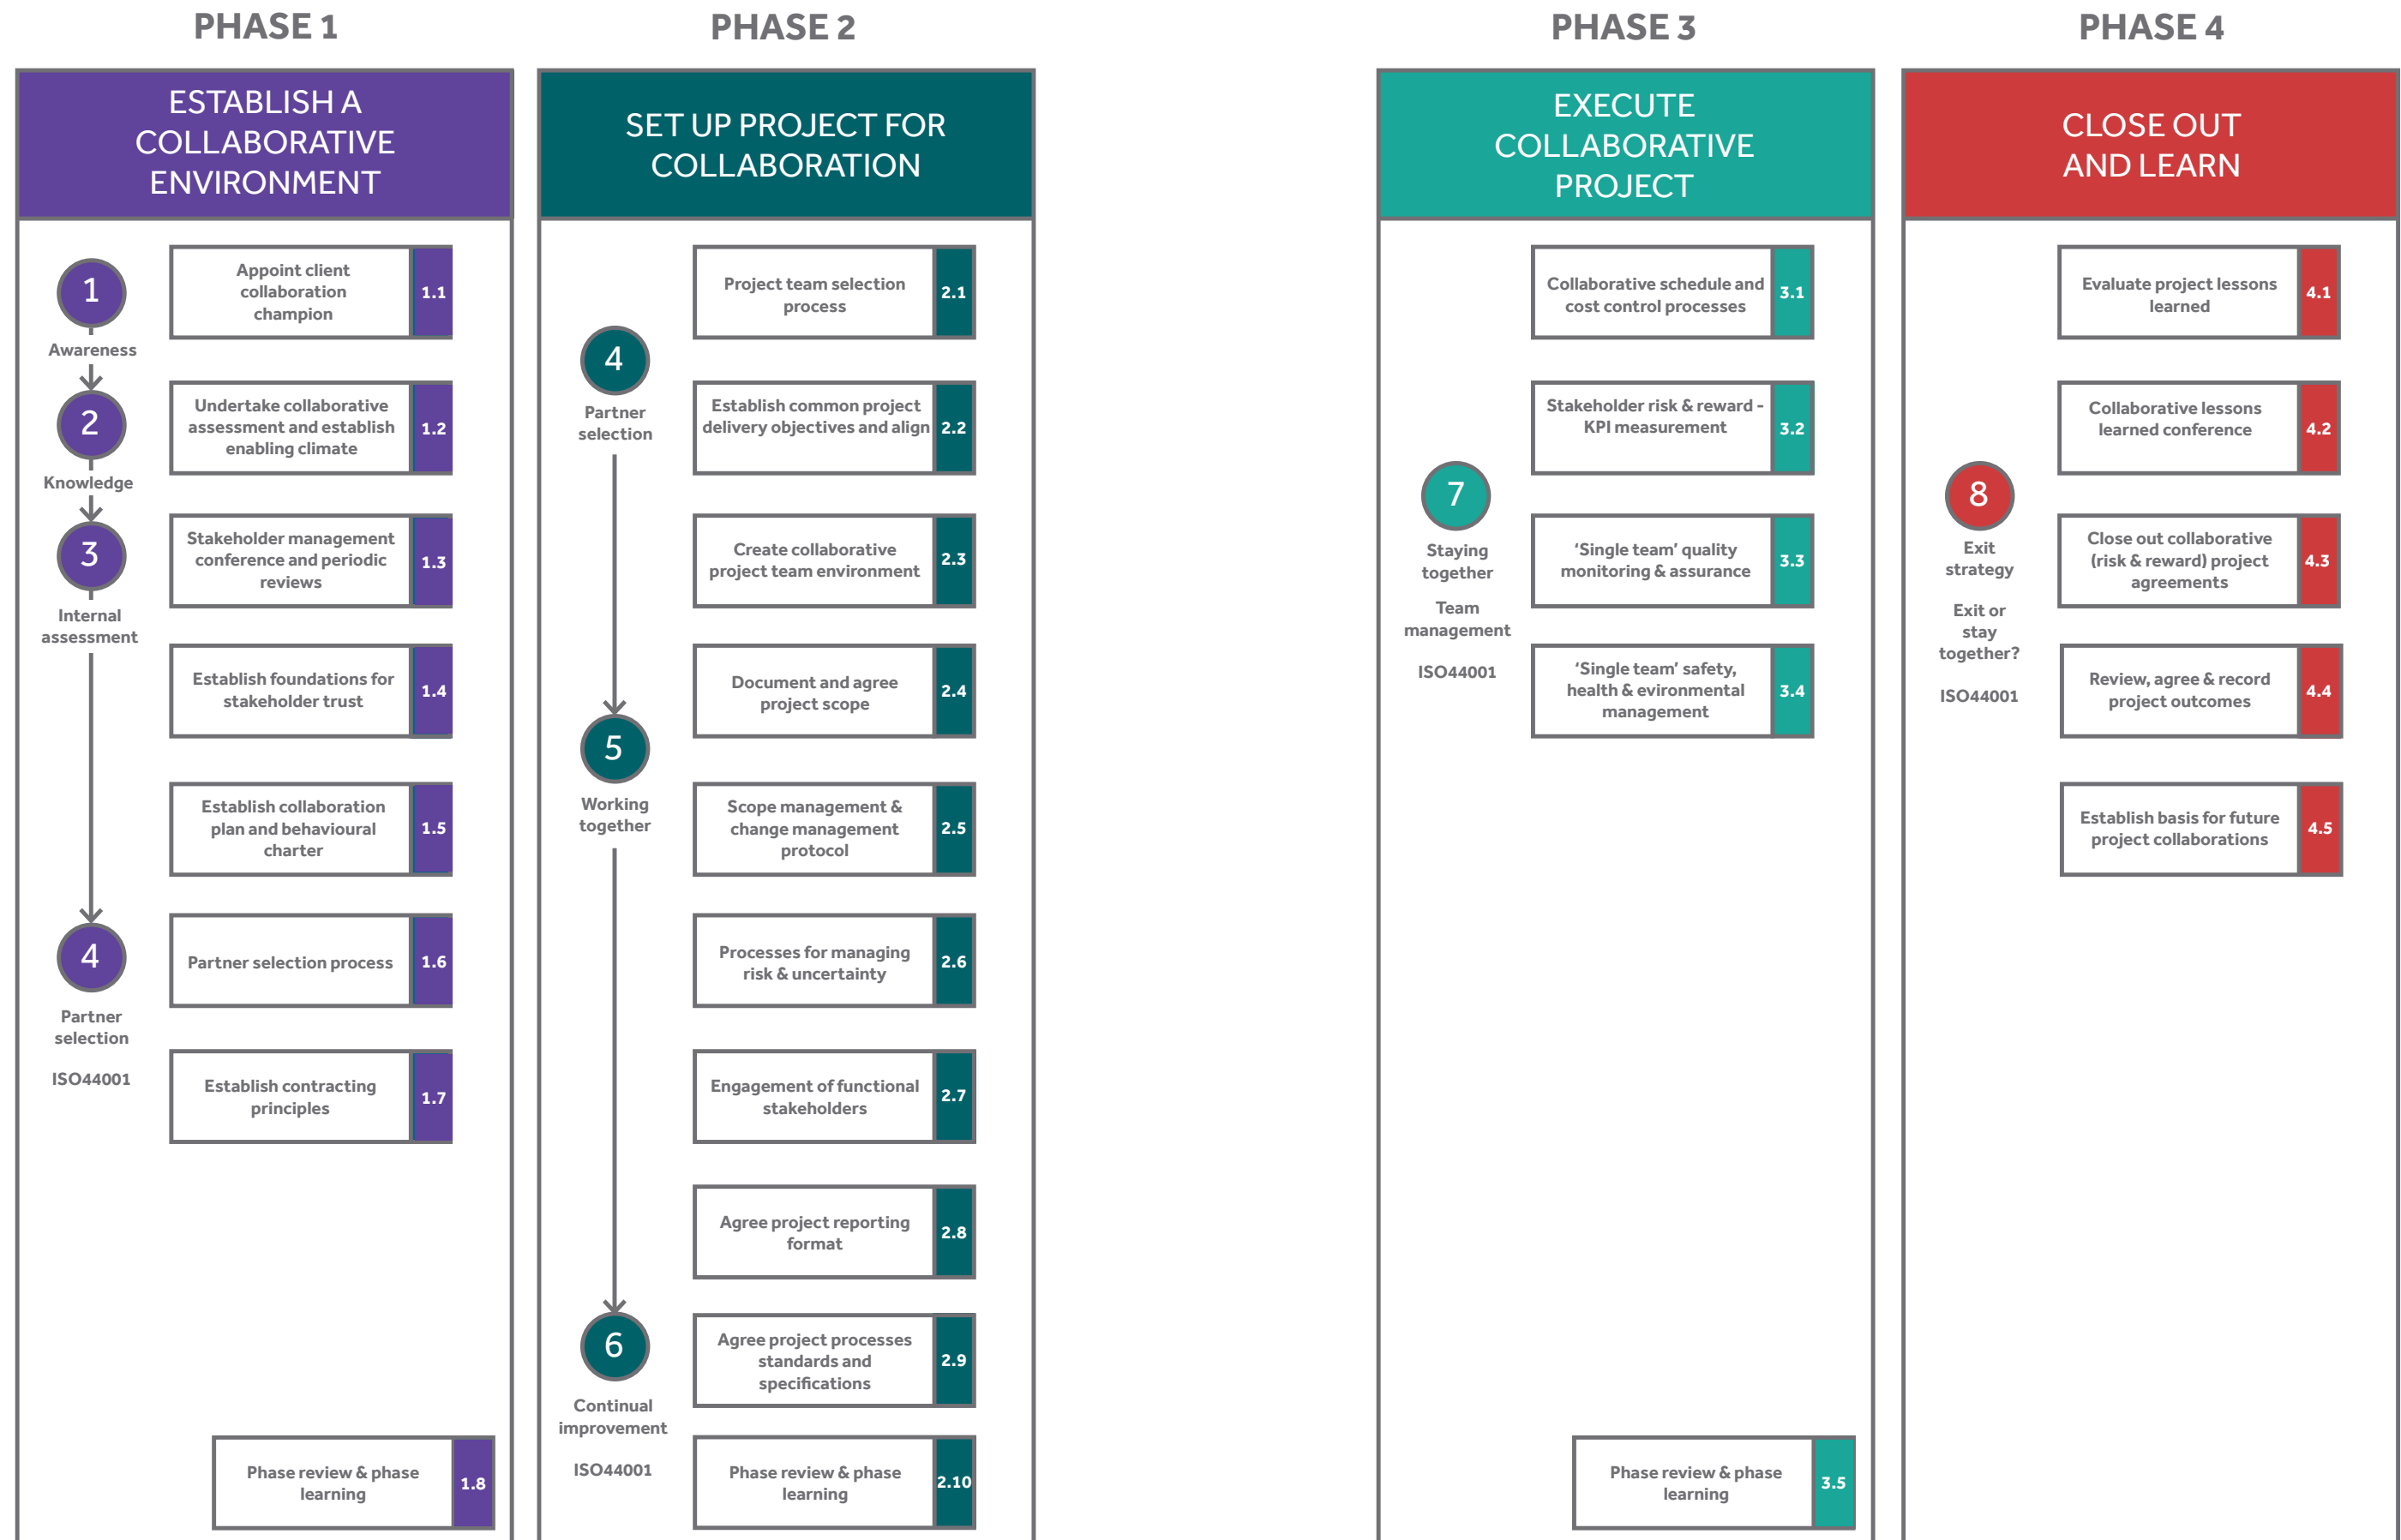 PHASE 1
ESTABLISH A
COLLABORATIVE
ENVIRONMENT
1
Awareness
2
Knowledge
3
Internal
assessment
4
Partner
selection
ISO44001
Appoint client
collaboration
champion
1.1
Undertake collaborative
assessment and establish
enabling climate
1.2
Stakeholder management
conference and periodic
reviews
1.3
Establish foundations for
stakeholder trust
1.4
Establish collaboration
plan and behavioural
charter
1.5
Partner selection process
1.6
Establish contracting
principles
1.7
Phase review & phase
learning
1.8
PHASE 2
SET UP PROJECT FOR
COLLABORATION
4
Partner
selection
5
Working
together
6
Continual
improvement
ISO44001
Project team selection
process
2.1
Establish common project
delivery objectives and align
2.2
Create collaborative
project team environment
2.3
Document and agree
project scope
2.4
Scope management &
change management
protocol
2.5
Processes for managing
risk & uncertainty
2.6
Engagement of functional
stakeholders
2.7
Agree project reporting
format
2.8
Agree project processes
standards and
specifications
2.9
Phase review & phase
learning
2.10
PHASE 3
EXECUTE
COLLABORATIVE
PROJECT
7
Staying
together
Team
management
ISO44001
Collaborative schedule and
cost control processes
3.1
Stakeholder risk & reward -
KPI measurement
3.2
‘Single team’ quality
monitoring & assurance
3.3
‘Single team’ safety,
health & evironmental
management
3.4
Phase review & phase
learning
3.5
PHASE 4
CLOSE OUT
AND LEARN
8
Exit
strategy
Exit or
stay
together?
ISO44001
Evaluate project lessons
learned
4.1
Collaborative lessons
learned conference
4.2
Close out collaborative
(risk & reward) project
agreements
4.3
Review, agree & record
project outcomes
4.4
Establish basis for future
project collaborations
4.5